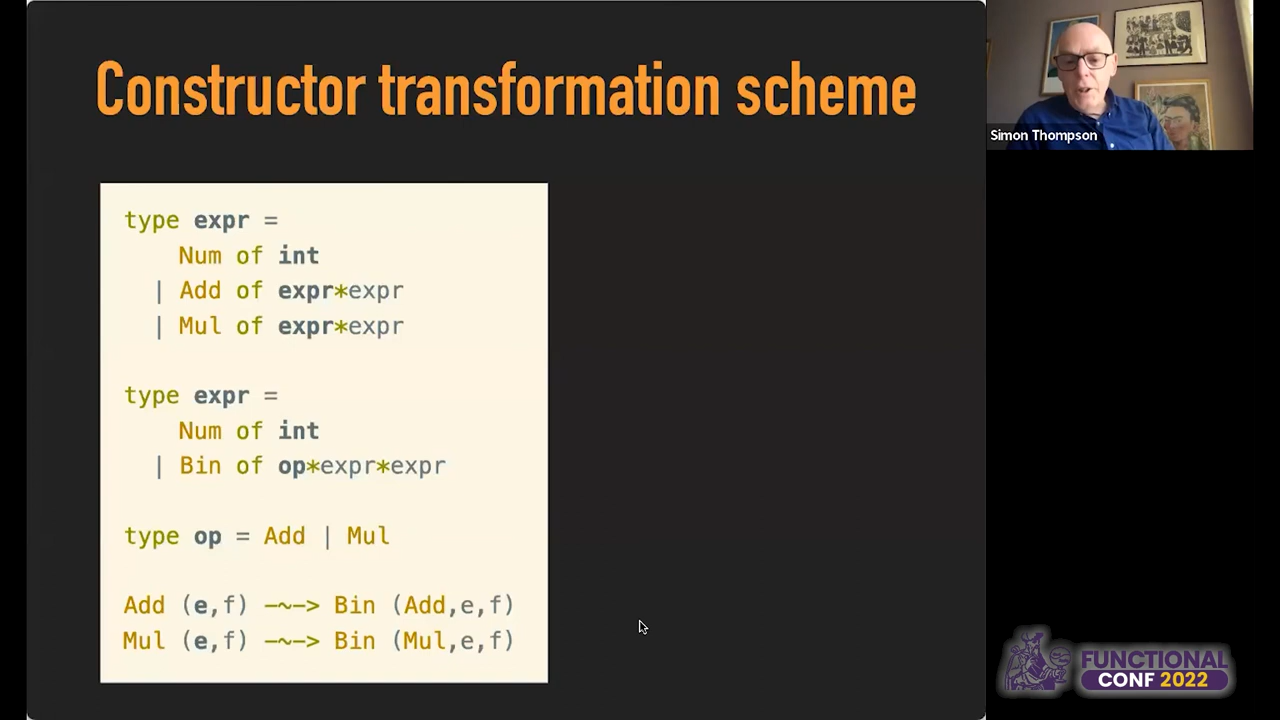 Constructor transformation scheme
type expr =
Num of int
| Add of expr*expr
| Mul of expr*expr
type expr =
Num of int
| Bin of op*expr*expr
type op = Add | Mul
Add (e,f) —~—> Bin (Add,e,f)
Mul (e,f) —~—> Bin (Mul,e,f)
Simon Thompson
FUNCTIONAL
CONF 2022